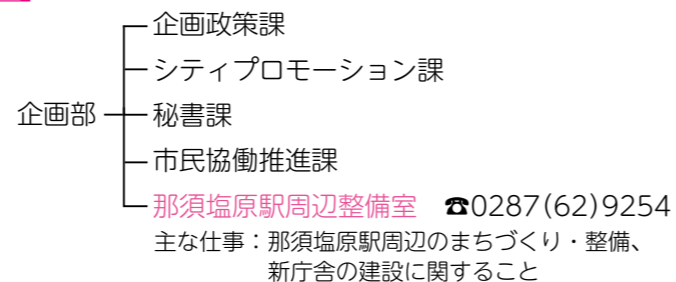 企画政策課
シティプロモーション課
企画部
秘書課
市民協働推進課
那須塩原駅周辺整備室 ☎0287(62)9254
主な仕事：那須塩原駅周辺のまちづくり・整備、
新庁舎の建設に関すること